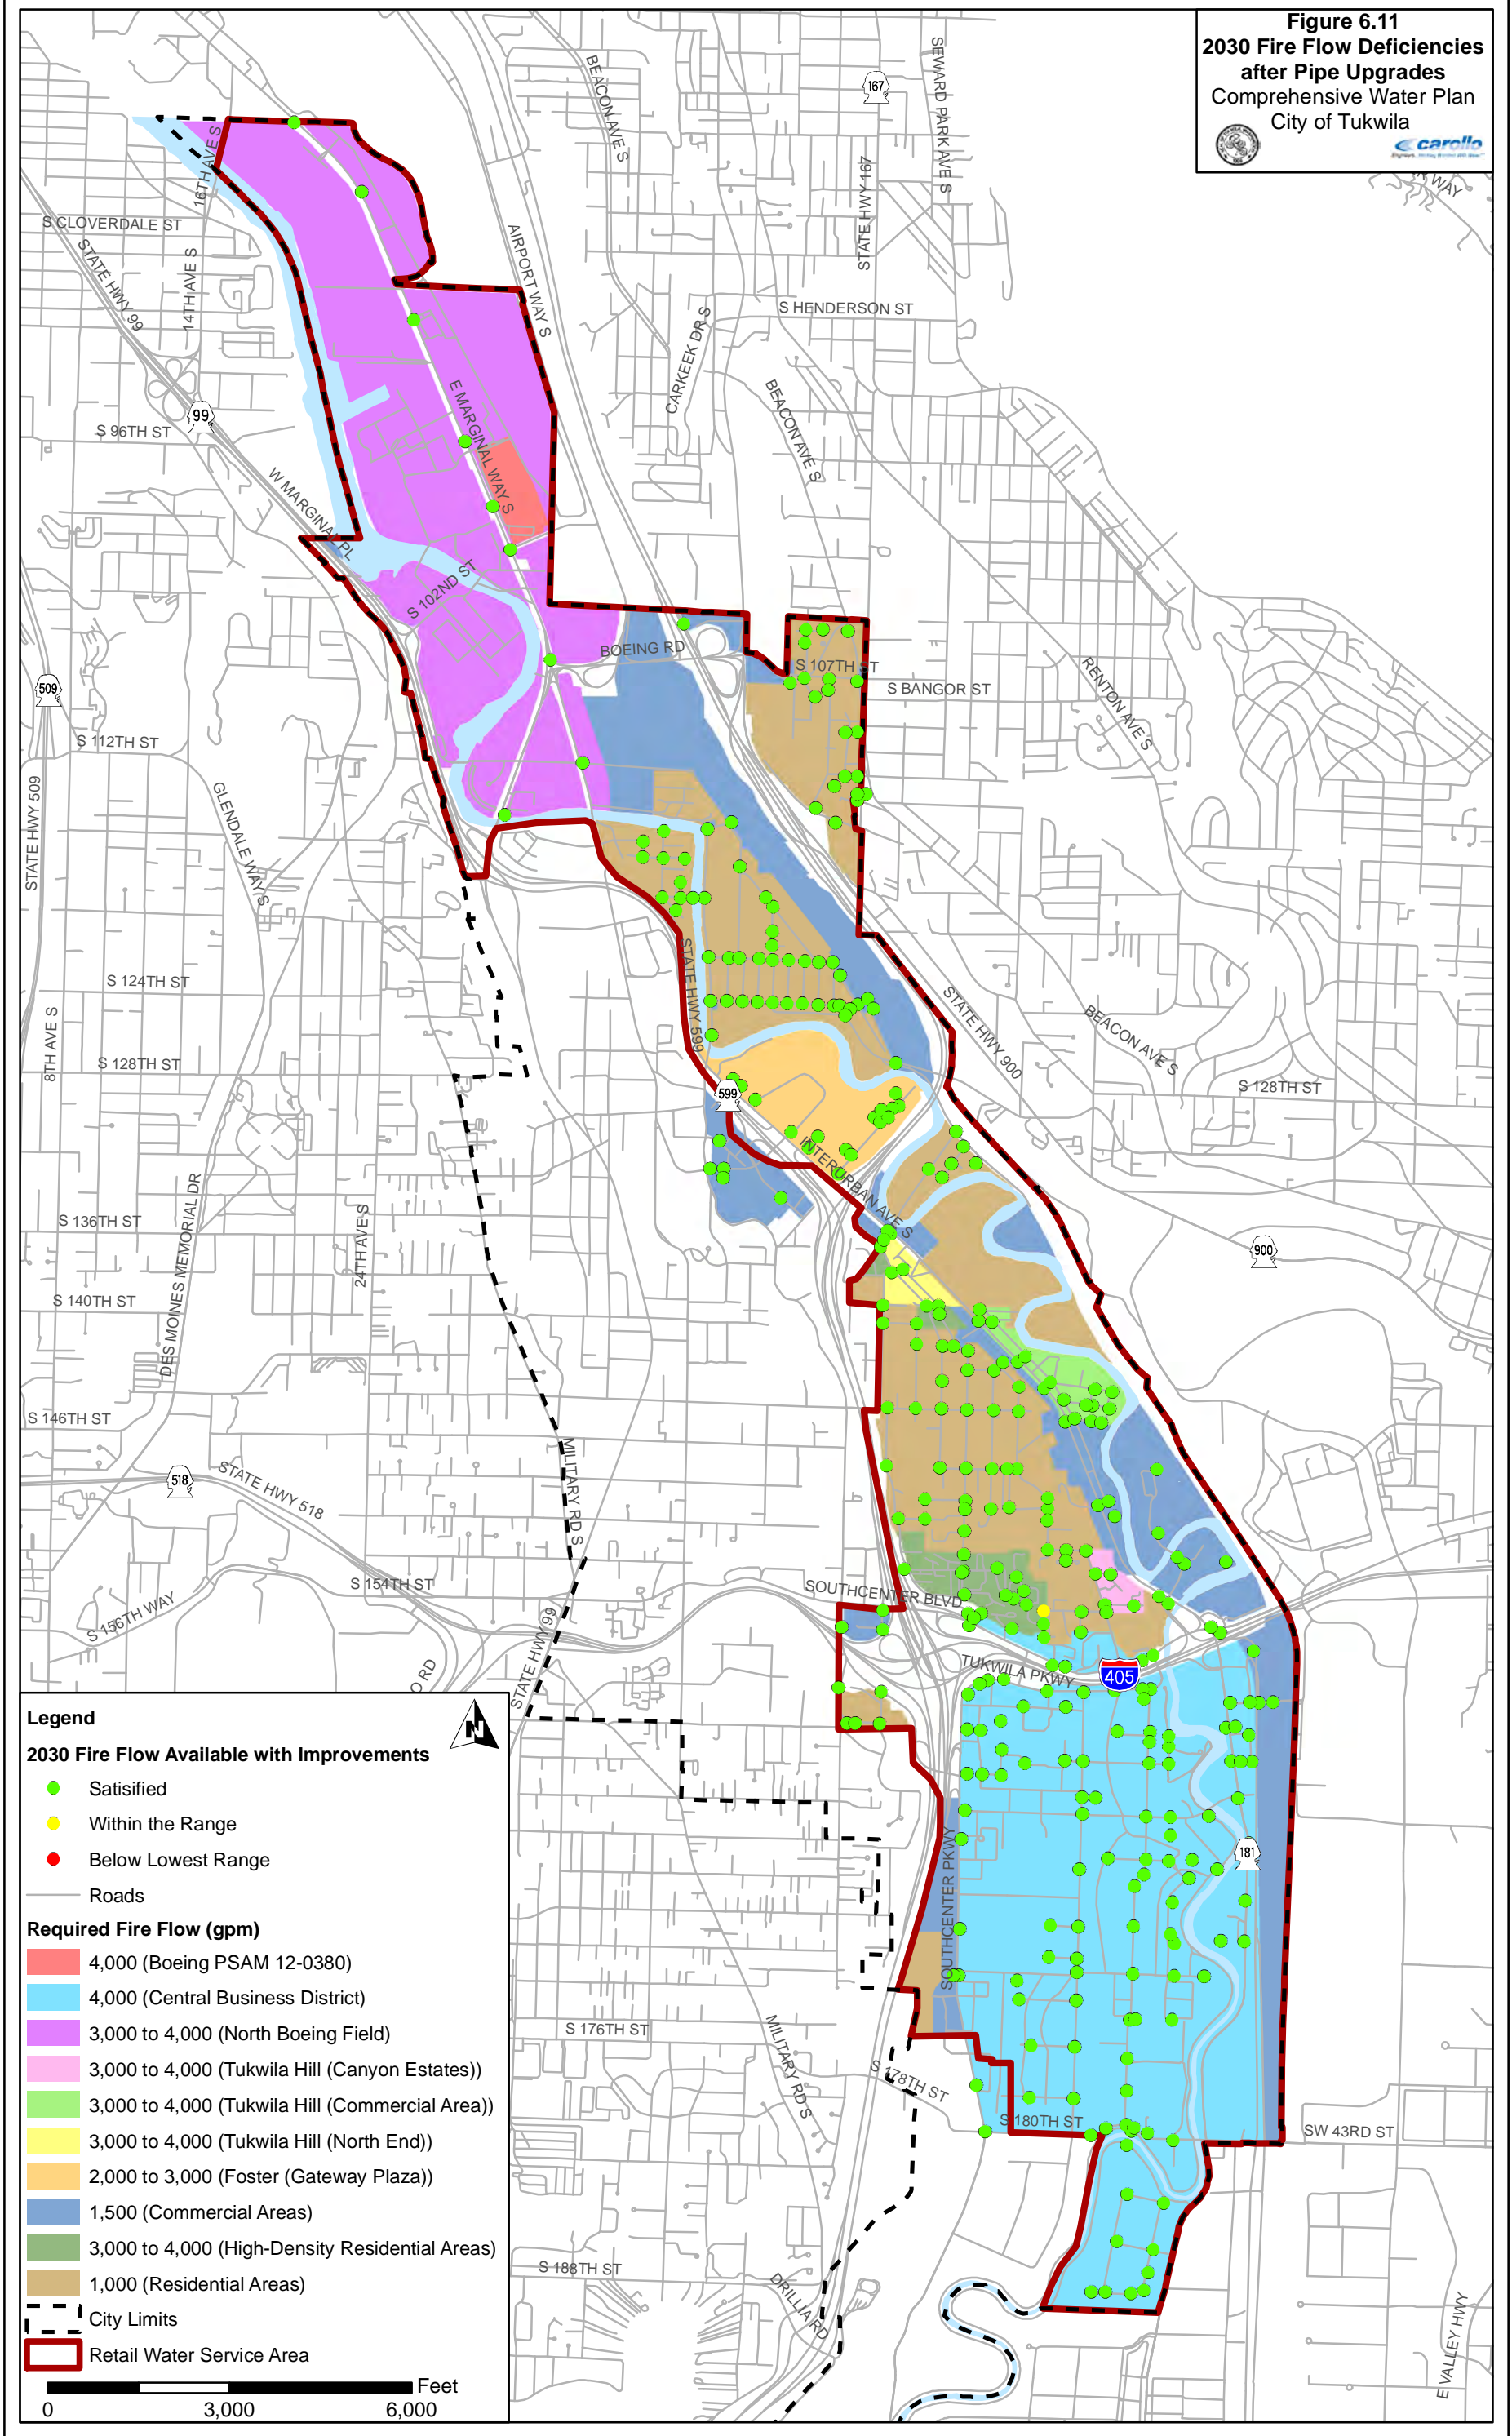 Figure 6.11
2030 Fire Flow Deficiencies
after Pipe Upgrades
Comprehensive Water Plan
City of Tukwila
carollo
WAY
BEACON AVE S
167
SEWARD PARK AVE S
STATE HWY 167
16TH AVE S
S CLOVERDALE ST
STATE HWY 99
14TH AVE S
AIRPORT WAY S
S HENDERSON ST
CARKEEK DR S
BEACON AVE S
E MARGINAL WAY S
99
S 96TH ST
W MARGINAL PL
S 102ND ST
BOEING RD
S 107TH ST
S BANGOR ST
RENTON AVE S
509
S 112TH ST
STATE HWY 509
GLENDALE WAY S
STATE HWY 599
S 124TH ST
8TH AVE S
S 128TH ST
STATE HWY 900
BEACON AVE S
S 128TH ST
599
INTERURBAN AVE S
DES MOINES MEMORIAL DR
S 136TH ST
24TH AVE S
900
S 140TH ST
S 146TH ST
MILITARY RD S
518
STATE HWY 518
S 154TH ST
SOUTHCENTER BLVD
S 156TH WAY
STATE HWY 99
O RD
TUKWILA PKWY
405
SOUTHCENTER PKWY
181
S 176TH ST
MILITARY RD S
S 178TH ST
S 180TH ST
SW 43RD ST
S 188TH ST
DRILLIA RD
E VALLEY HWY
Legend
N
2030 Fire Flow Available with Improvements
Satisified
Within the Range
Below Lowest Range
Roads
Required Fire Flow (gpm)
4,000 (Boeing PSAM 12-0380)
4,000 (Central Business District)
3,000 to 4,000 (North Boeing Field)
3,000 to 4,000 (Tukwila Hill (Canyon Estates))
3,000 to 4,000 (Tukwila Hill (Commercial Area))
3,000 to 4,000 (Tukwila Hill (North End))
2,000 to 3,000 (Foster (Gateway Plaza))
1,500 (Commercial Areas)
3,000 to 4,000 (High-Density Residential Areas)
1,000 (Residential Areas)
City Limits
Retail Water Service Area
Feet
0 3,000 6,000